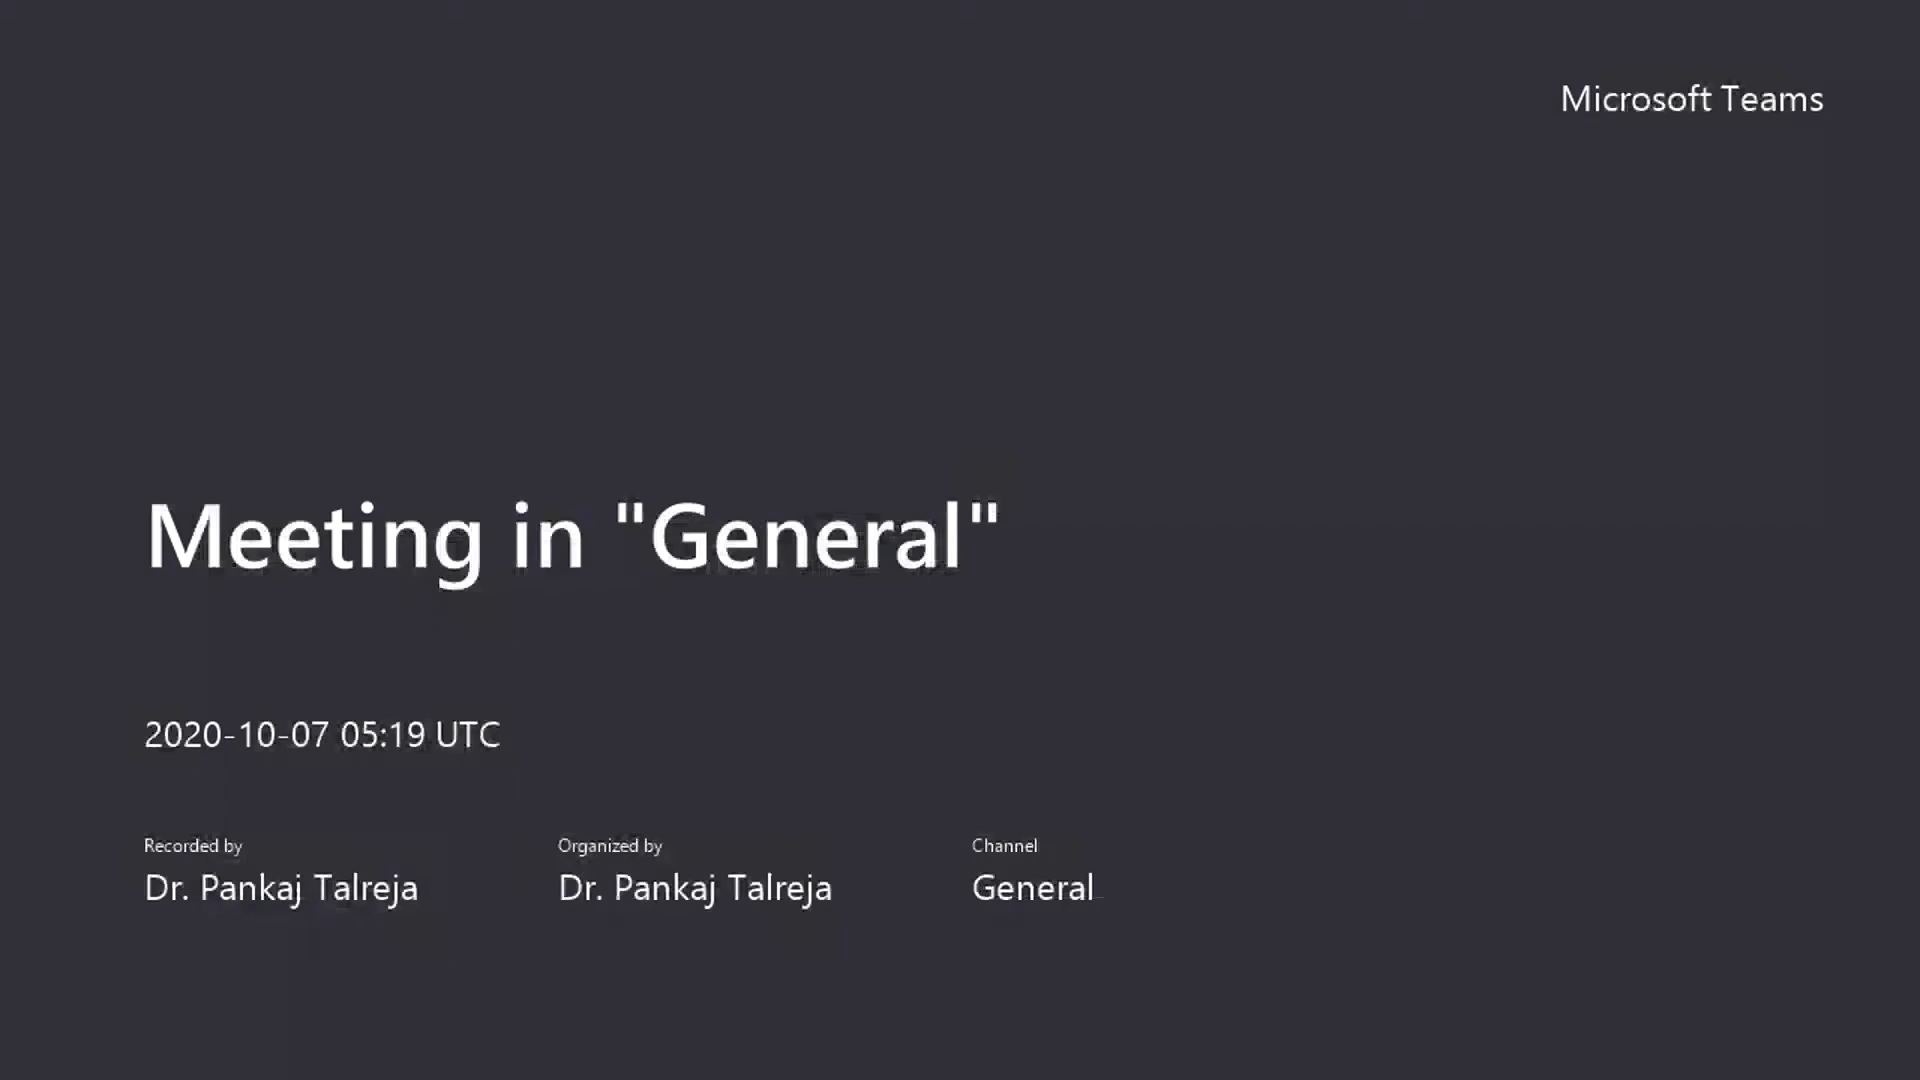 Microsoft Teams
Meeting in "General"
2020-10-07 05:19 UTC
Recorded by
Dr. Pankaj Talreja
Organized by
Dr. Pankaj Talreja
Channel
General